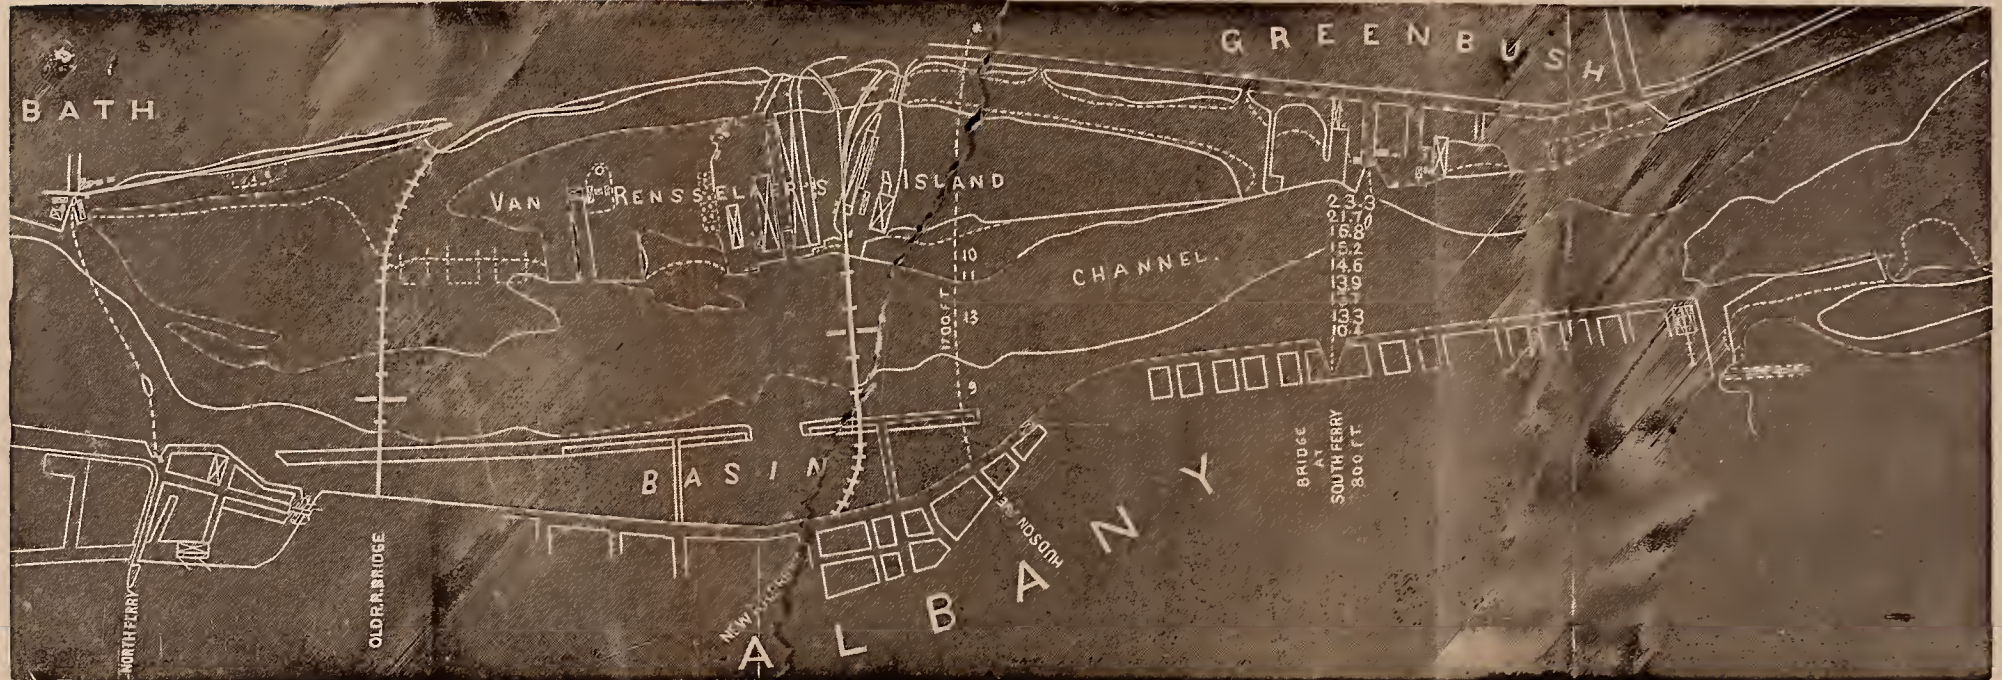 GREENBUSH
BATH
VAN RENSSELAER'S ISLAND
CHANNEL.
10
11
1700 FT.
13
9
23.3
21.7
16.8
15.2
14.6
13.9
13.3
10.4
BASIN
BRIDGE
AT
SOUTH FERRY
800 FT.
NORTH FERRY
OLD R.R. BRIDGE
NEW
HUDSON
ALBANY